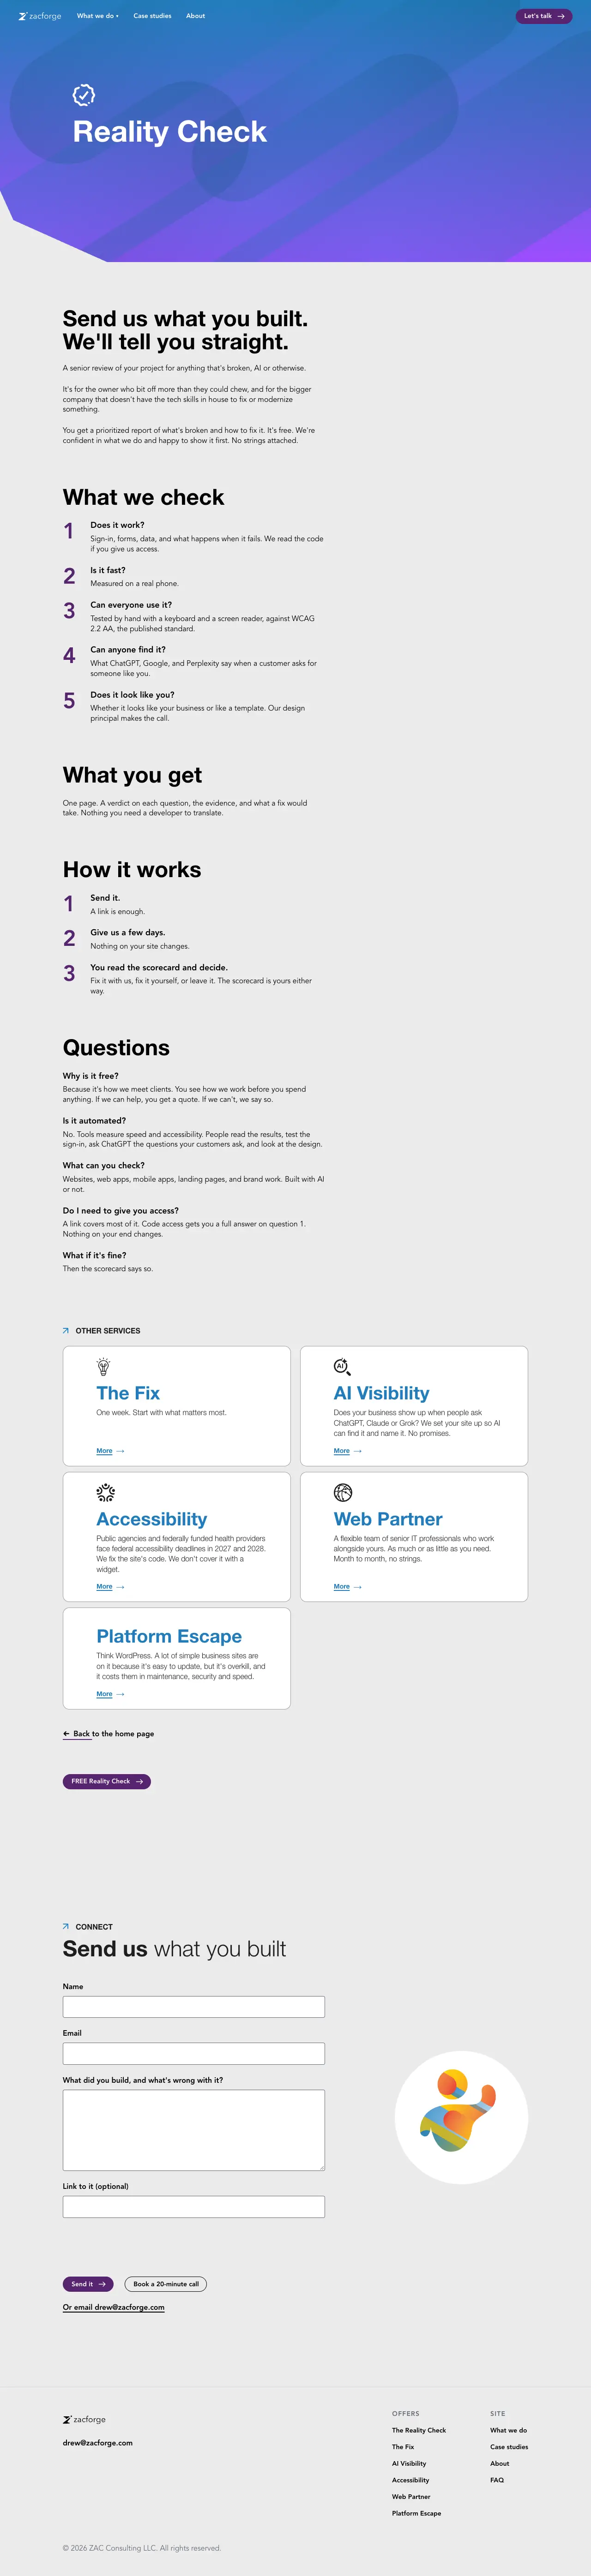 zacforge
What we do ▾
Case studies
About
Let's talk →
Reality Check
Send us what you built.
We'll tell you straight.
A senior review of your project for anything that's broken, AI or otherwise.
It's for the owner who bit off more than they could chew, and for the bigger
company that doesn't have the tech skills in house to fix or modernize
something.
You get a prioritized report of what's broken and how to fix it. It's free. We're
confident in what we do and happy to show it first. No strings attached.
What we check
1
Does it work?
Sign-in, forms, data, and what happens when it fails. We read the code
if you give us access.
2
Is it fast?
Measured on a real phone.
3
Can everyone use it?
Tested by hand with a keyboard and a screen reader, against WCAG
2.2 AA, the published standard.
4
Can anyone find it?
What ChatGPT, Google, and Perplexity say when a customer asks for
someone like you.
5
Does it look like you?
Whether it looks like your business or like a template. Our design
principal makes the call.
What you get
One page. A verdict on each question, the evidence, and what a fix would
take. Nothing you need a developer to translate.
How it works
1
Send it.
A link is enough.
2
Give us a few days.
Nothing on your site changes.
3
You read the scorecard and decide.
Fix it with us, fix it yourself, or leave it. The scorecard is yours either
way.
Questions
Why is it free?
Because it's how we meet clients. You see how we work before you spend
anything. If we can help, you get a quote. If we can't, we say so.
Is it automated?
No. Tools measure speed and accessibility. People read the results, test the
sign-in, ask ChatGPT the questions your customers ask, and look at the design.
What can you check?
Websites, web apps, mobile apps, landing pages, and brand work. Built with AI
or not.
Do I need to give you access?
A link covers most of it. Code access gets you a full answer on question 1.
Nothing on your end changes.
What if it's fine?
Then the scorecard says so.
OTHER SERVICES
The Fix
One week. Start with what matters most.
More →
AI
AI Visibility
Does your business show up when people ask
ChatGPT, Claude or Grok? We set your site up so AI
can find it and name it. No promises.
More →
Accessibility
Public agencies and federally funded health providers
face federal accessibility deadlines in 2027 and 2028.
We fix the site's code. We don't cover it with a
widget.
More →
Web Partner
A flexible team of senior IT professionals who work
alongside yours. As much or as little as you need.
Month to month, no strings.
More →
Platform Escape
Think WordPress. A lot of simple business sites are
on it because it's easy to update, but it's overkill, and
it costs them in maintenance, security and speed.
More →
← Back to the home page
FREE Reality Check →
CONNECT
Send us what you built
Name
Email
What did you build, and what's wrong with it?
Link to it (optional)
Send it →
Book a 20-minute call
Or email drew@zacforge.com
zacforge
drew@zacforge.com
OFFERS
The Reality Check
The Fix
AI Visibility
Accessibility
Web Partner
Platform Escape
SITE
What we do
Case studies
About
FAQ
© 2026 ZAC Consulting LLC. All rights reserved.